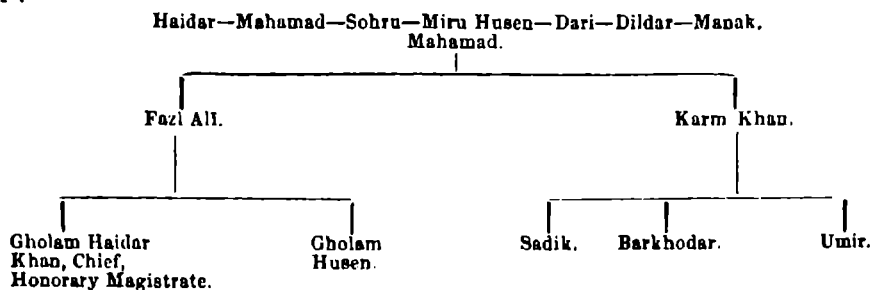 Haidar—Mahamad—Sohru—Miru Husen—Dari—Dildar—Manak.
Mahamad.
Fazl Ali. Karm Khan.
Gholam Haidar Gholam Sadik. Barkhodar. Umir.
Khan, Chief, Husen.
Honorary Magistrate.